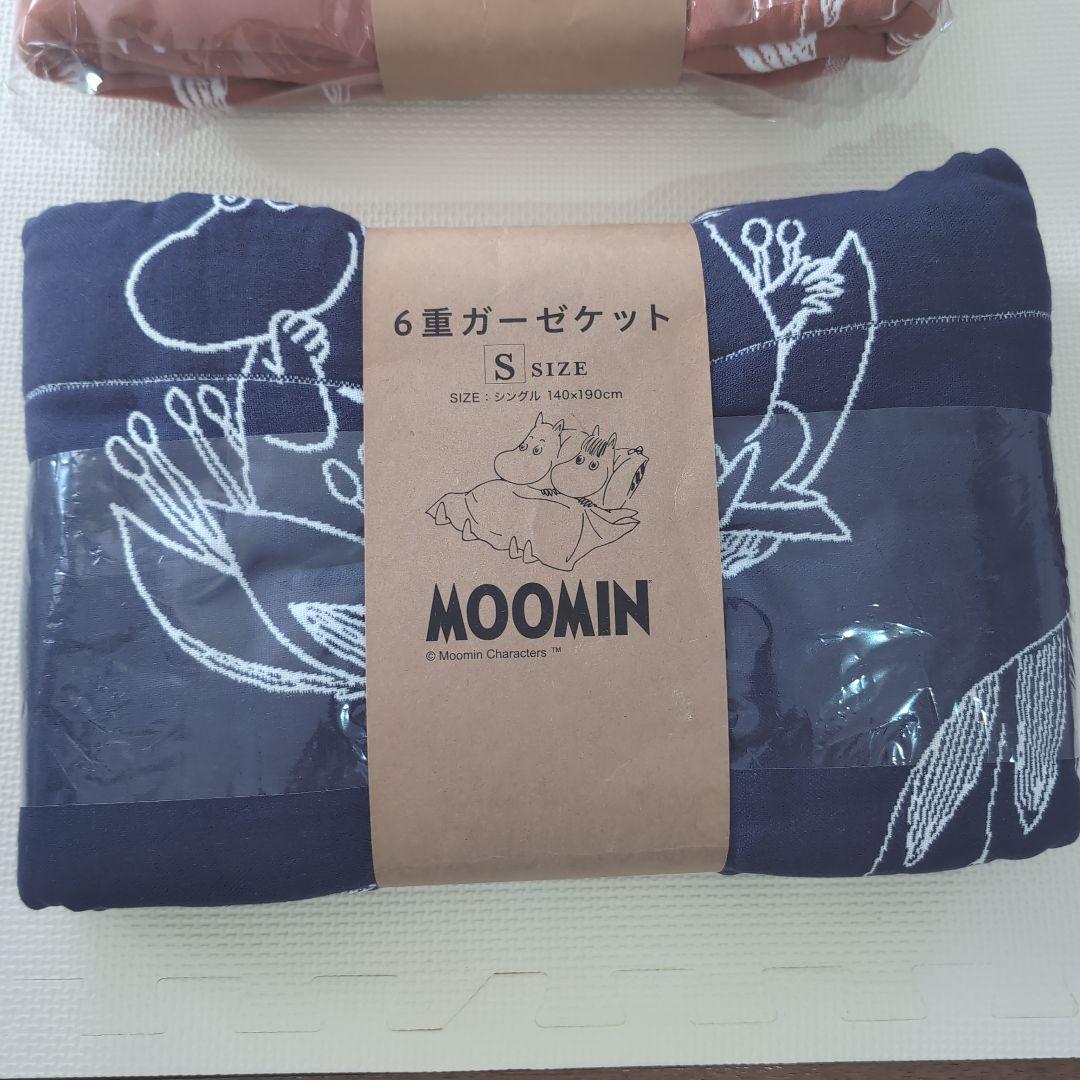 6重ガーゼケット
S SIZE
SIZE：シングル 140×190cm
MOOMIN
© Moomin Characters ™